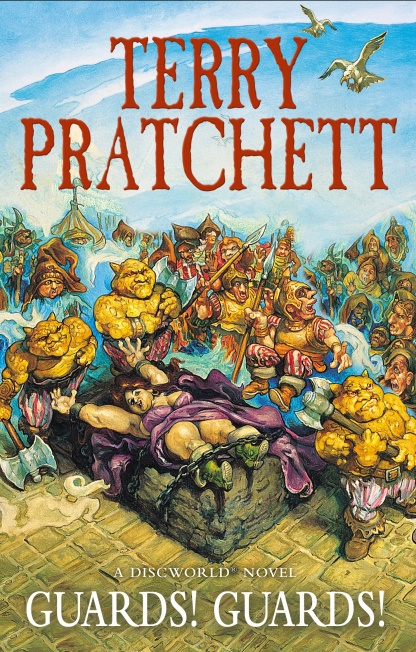 TERRY
PRATCHETT
A DISCWORLD® NOVEL
GUARDS! GUARDS!